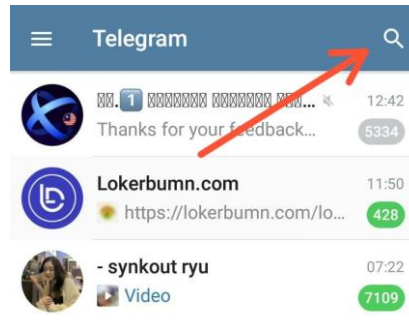 Telegram
12:42
Thanks for your feedback...
5334
Lokerbumn.com
11:50
https://lokerbumn.com/lo...
428
- synkout ryu
07:22
Video
7109